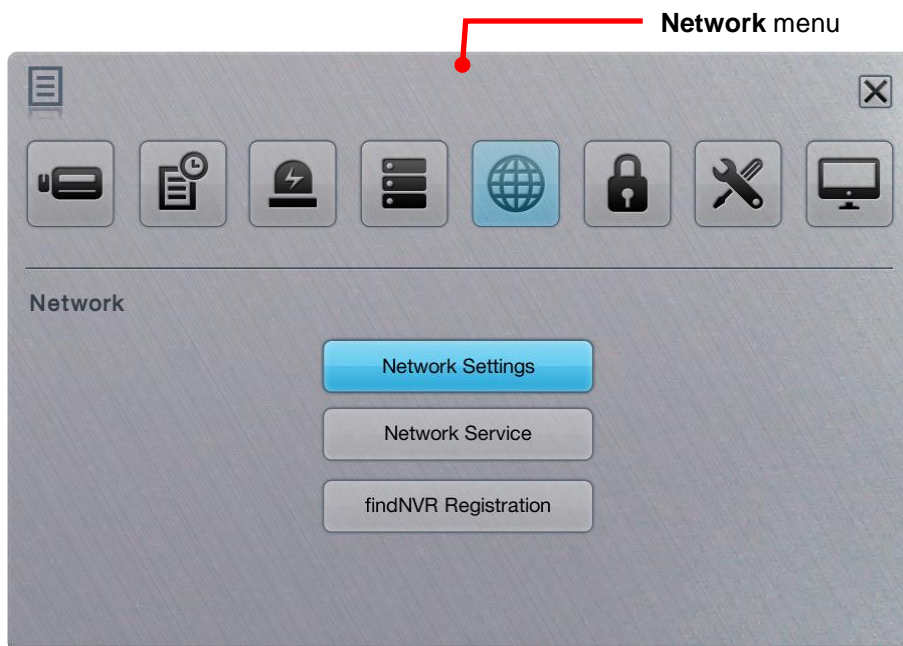 Network menu
Network
Network Settings
Network Service
findNVR Registration